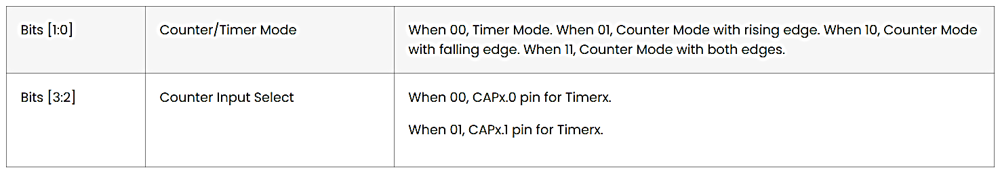 Bits [1:0] Counter/Timer Mode When 00, Timer Mode. When 01, Counter Mode with rising edge. When 10, Counter Mode
with falling edge. When 11, Counter Mode with both edges.
Bits [3:2] Counter Input Select When 00, CAPx.0 pin for Timerx.
When 01, CAPx.1 pin for Timerx.